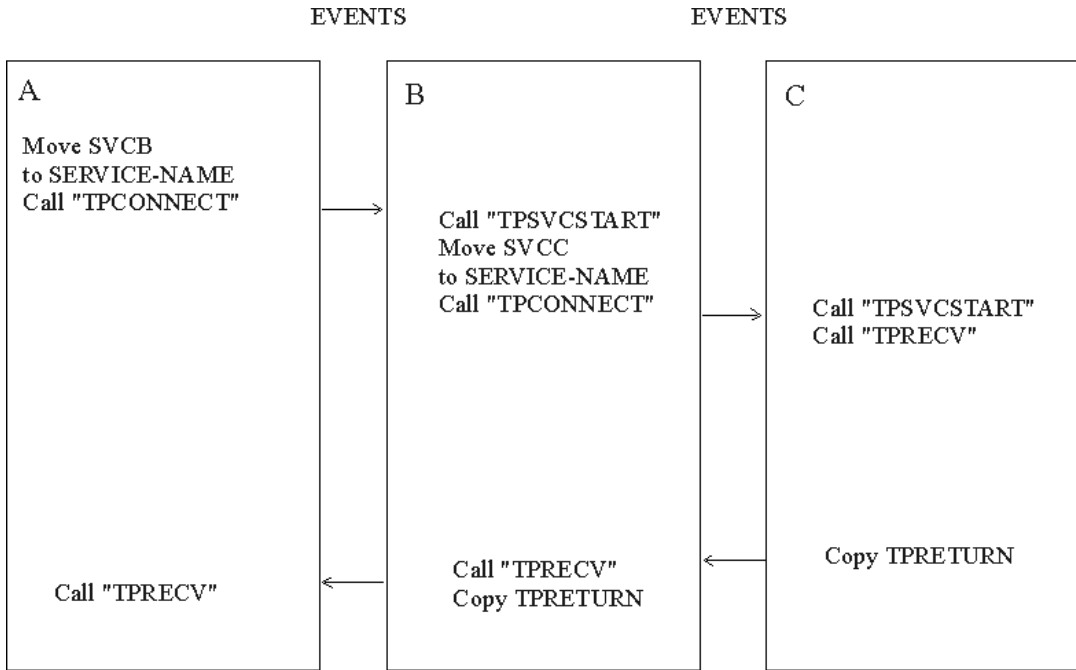 EVENTS
EVENTS
A
Move SVCB
to SERVICE-NAME
Call "TPCONNECT"
B
Call "TPSVCSTART"
Move SVCC
to SERVICE-NAME
Call "TPCONNECT"
C
Call "TPSVCSTART"
Call "TPRECV"
Call "TPRECV"
Call "TPRECV"
Copy TPRETURN
Copy TPRETURN